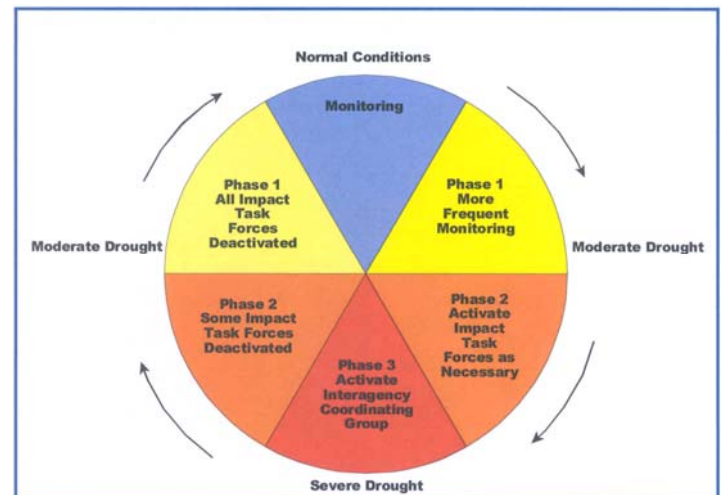 Normal Conditions
Monitoring
Phase 1
More
Frequent
Monitoring
Moderate Drought
Phase 2
Activate
Impact
Task
Forces as
Necessary
Phase 3
Activate
Interagency
Coordinating
Group
Severe Drought
Phase 2
Some Impact
Task Forces
Deactivated
Moderate Drought
Phase 1
All Impact
Task
Forces
Deactivated